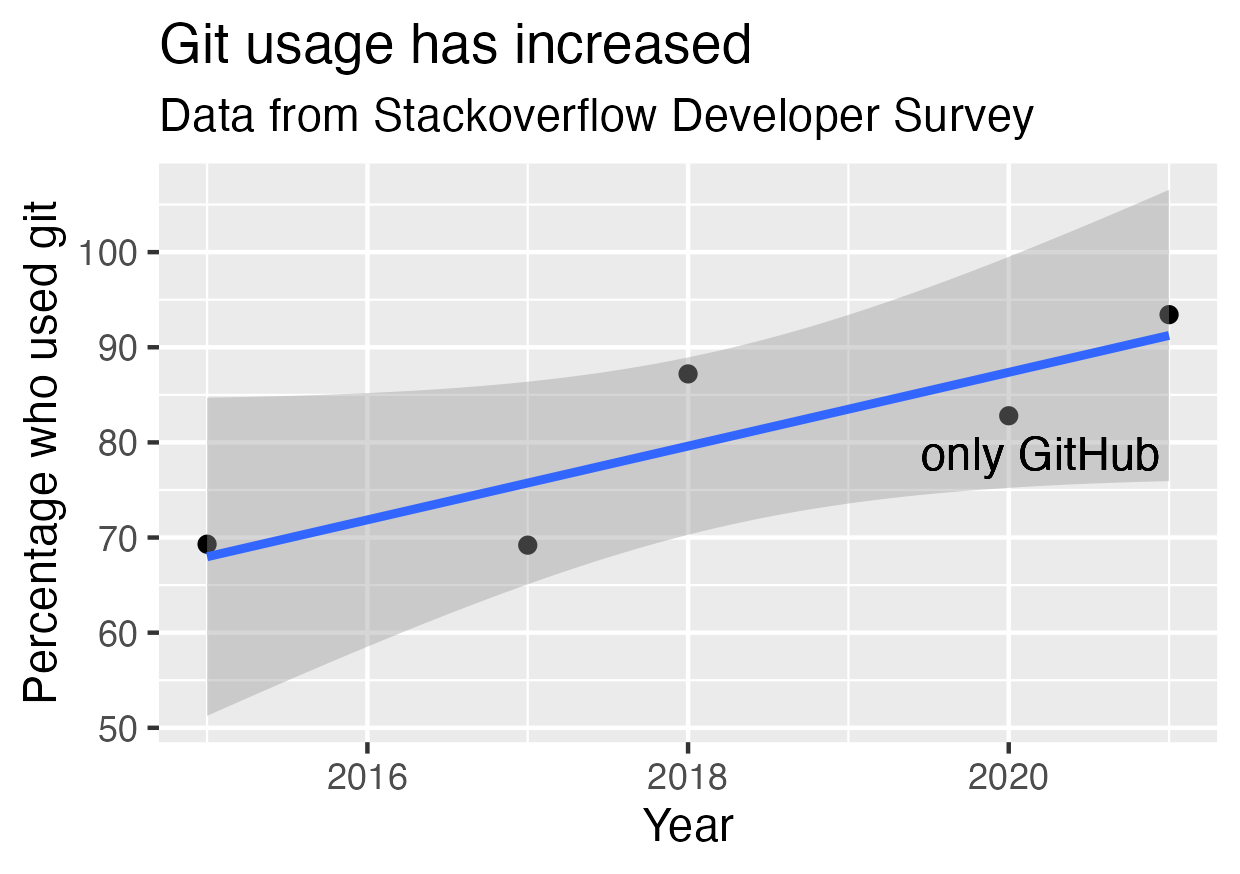 Git usage has increased
Data from Stackoverflow Developer Survey
Percentage who used git
100
90
80
70
60
50
only GitHub
2016
2018
2020
Year